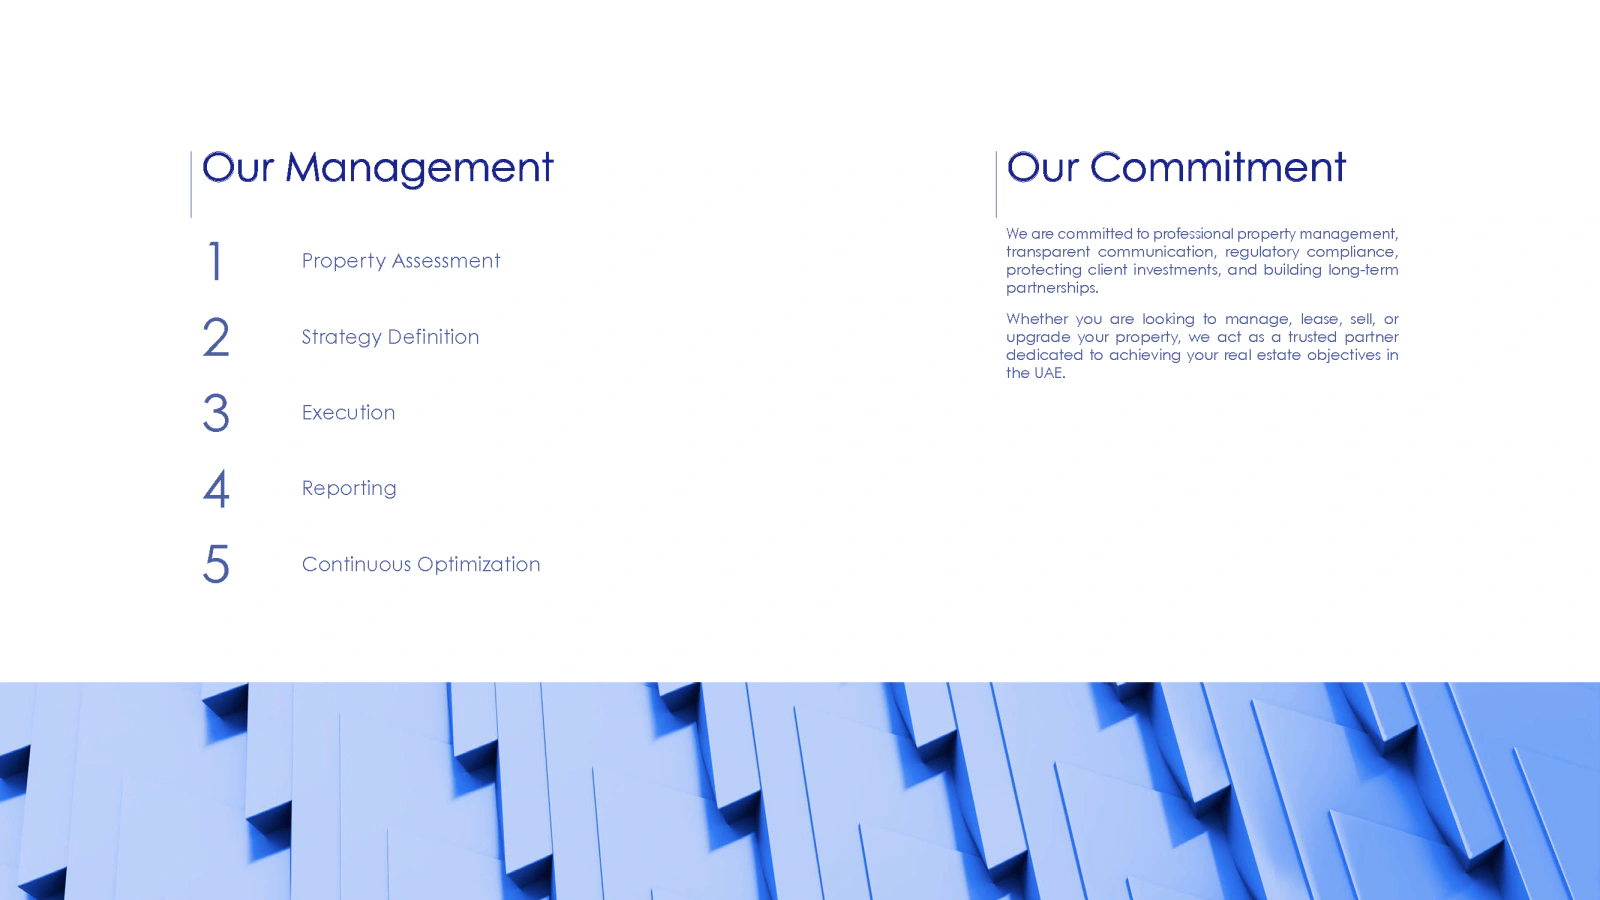 Our Management
1 Property Assessment
2 Strategy Definition
3 Execution
4 Reporting
5 Continuous Optimization
Our Commitment
We are committed to professional property management,
transparent communication, regulatory compliance,
protecting client investments, and building long-term
partnerships.
Whether you are looking to manage, lease, sell, or
upgrade your property, we act as a trusted partner
dedicated to achieving your real estate objectives in
the UAE.